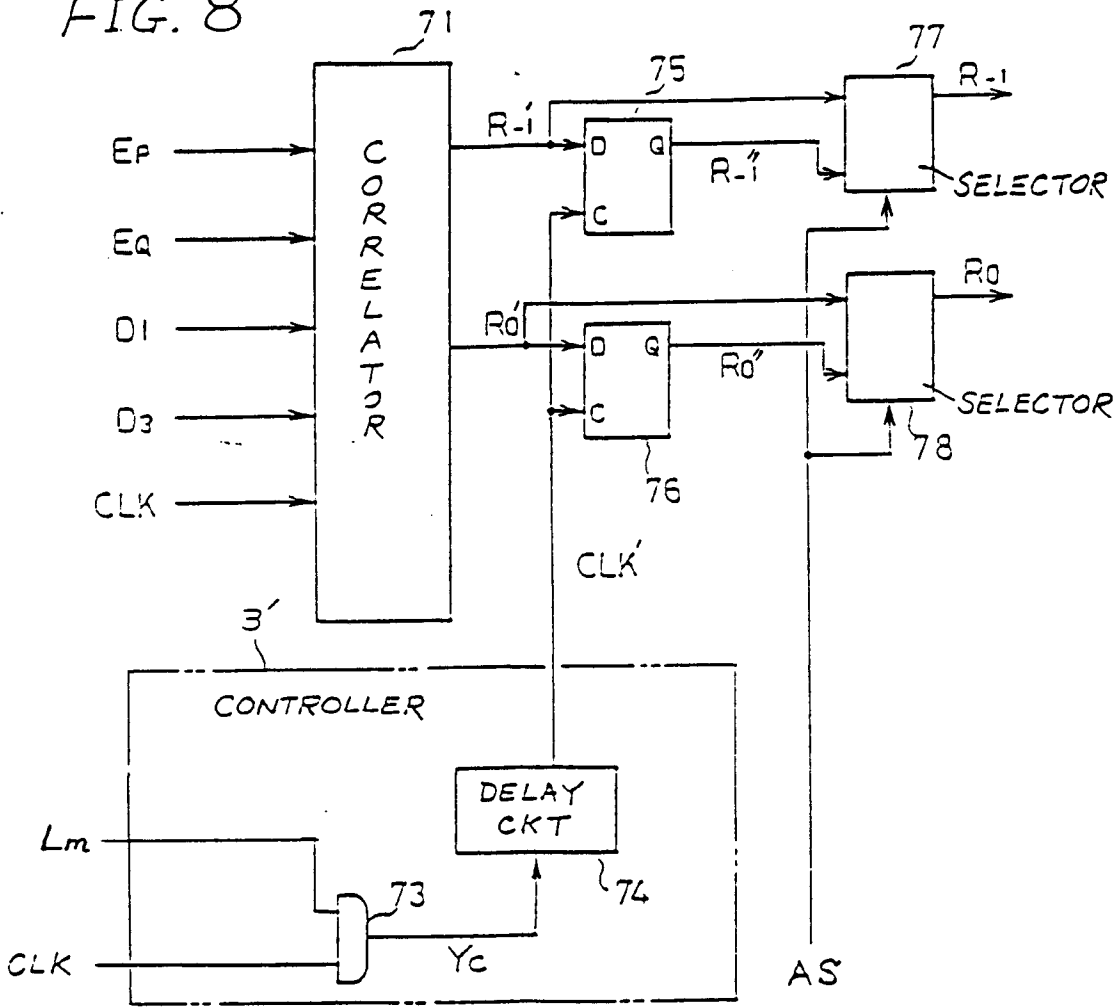 FIG. 8
71
77
75
R-1
R-1'
EP
D Q
R-1"
C
SELECTOR
CORRELATOR
EQ
R0
R0'
D1
D Q
R0"
C
SELECTOR
D3
78
76
CLK
CLK'
3'
CONTROLLER
DELAY
CKT
Lm
73
74
CLK
YC
AS